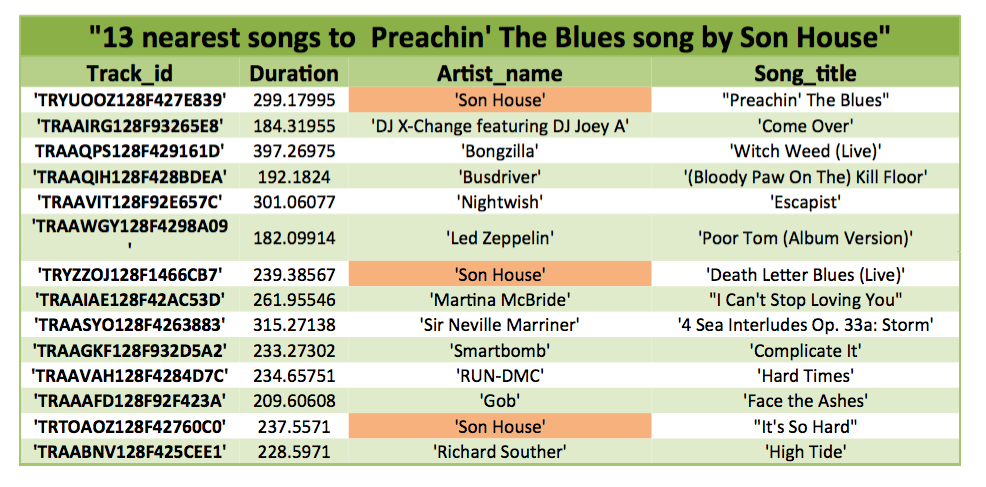 "13 nearest songs to Preachin' The Blues song by Son House"
Track_id Duration Artist_name Song_title
'TRYUOOZ128F427E839' 299.17995 'Son House' "Preachin' The Blues"
'TRAAIRG128F93265E8' 184.31955 'DJ X-Change featuring DJ Joey A' 'Come Over'
TRAAQPS128F429161D' 397.26975 'Bongzilla' 'Witch Weed (Live)'
'TRAAQIH128F428BDEA' 192.1824 'Busdriver' '(Bloody Paw On The) Kill Floor'
'TRAAVIT128F92E657C' 301.06077 'Nightwish' 'Escapist'
'TRAAWGY128F4298A09
' 182.09914 'Led Zeppelin' 'Poor Tom (Album Version)'
'TRYZZOJ128F1466CB7' 239.38567 'Son House' 'Death Letter Blues (Live)'
'TRAAIAE128F42AC53D' 261.95546 'Martina McBride' "I Can't Stop Loving You"
'TRAASYO128F4263883' 315.27138 'Sir Neville Marriner' '4 Sea Interludes Op. 33a: Storm'
'TRAAGKF128F932D5A2' 233.27302 'Smartbomb' 'Complicate It'
'TRAAVAH128F4284D7C' 234.65751 'RUN-DMC' 'Hard Times'
'TRAAAFD128F92F423A' 209.60608 'Gob' 'Face the Ashes'
'TRTOAOZ128F42760C0' 237.5571 'Son House' "It's So Hard"
'TRAABNV128F425CEE1' 228.5971 'Richard Souther' 'High Tide'